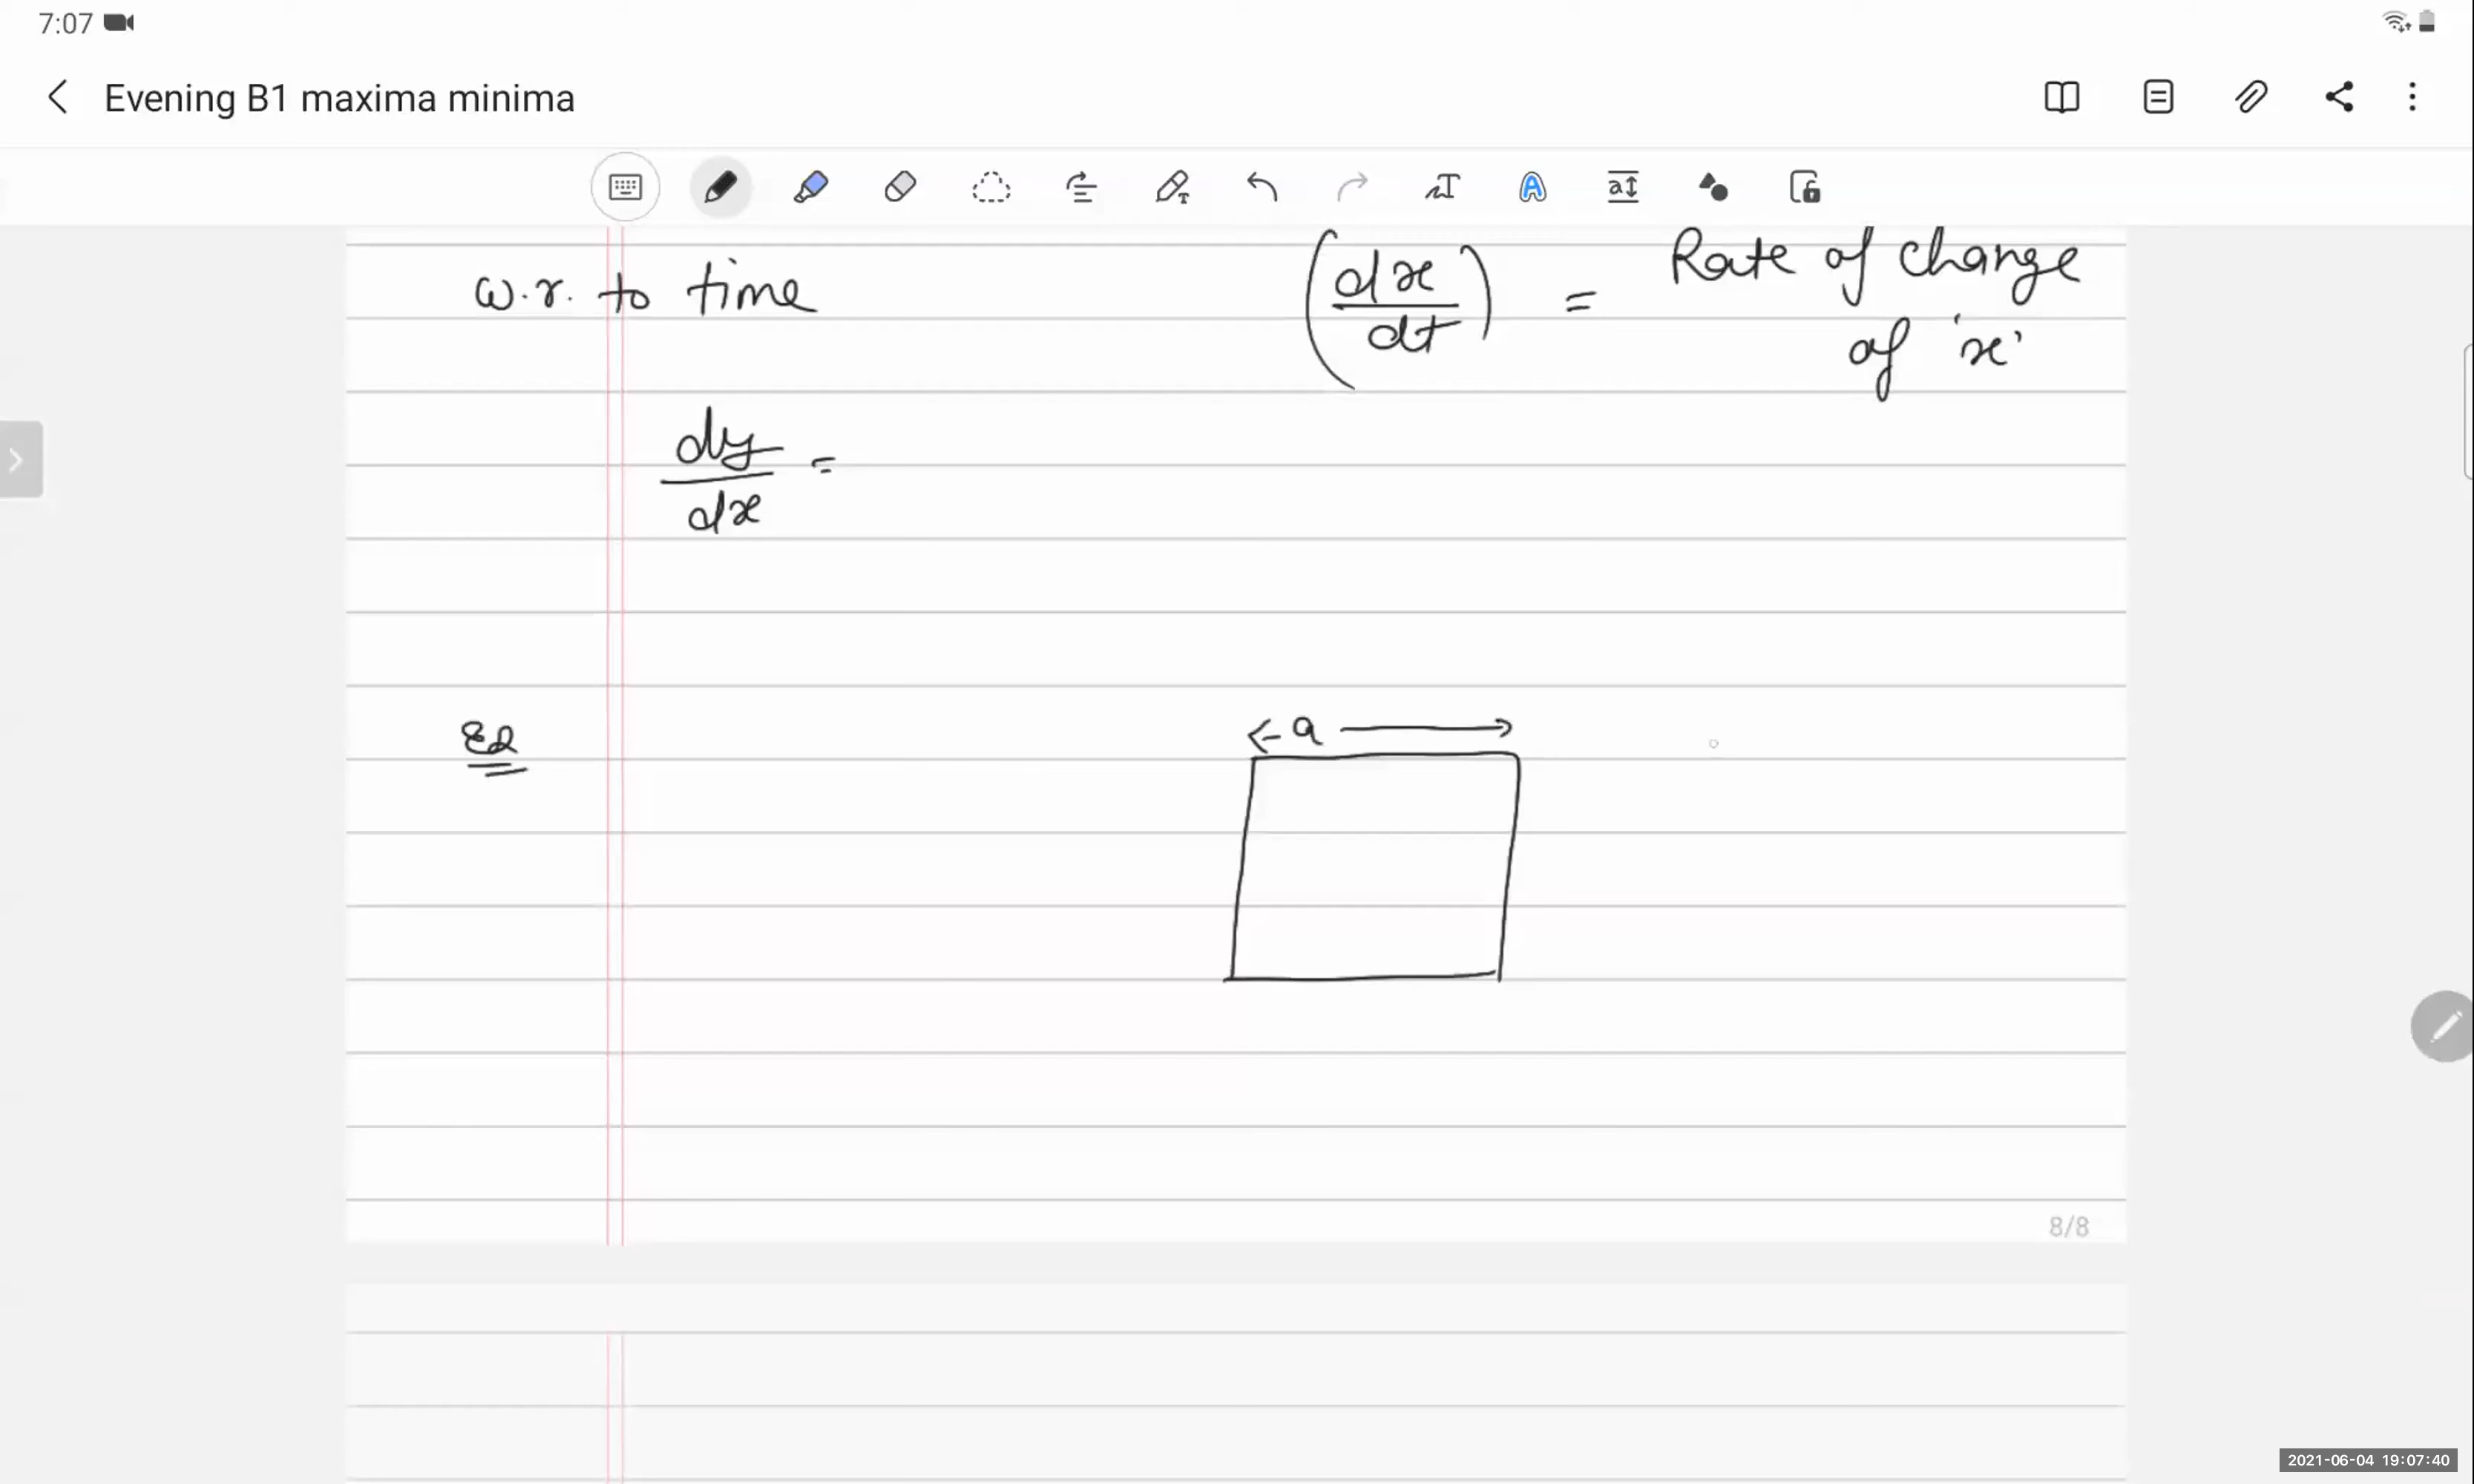 7:07
Evening B1 maxima minima
w.r. to time
(dx/dt) = Rate of change
of 'x'
dy/dx =
Ex
a
8/8
2021-06-04 19:07:40